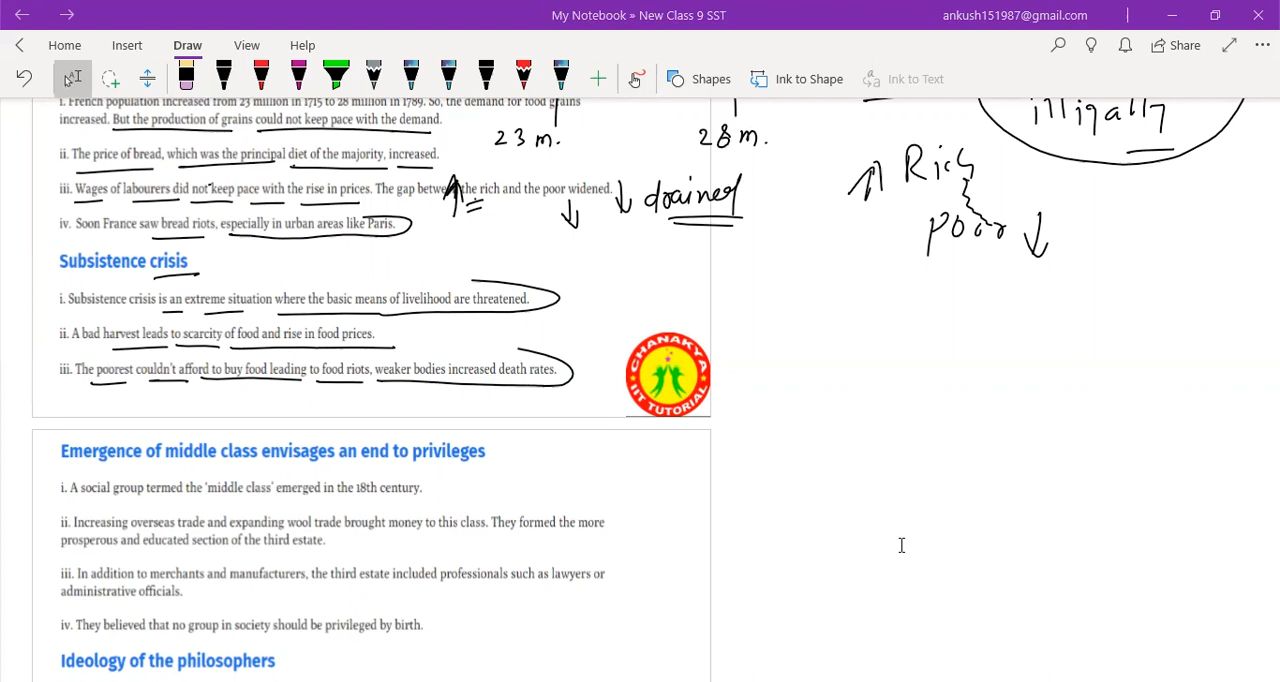 My Notebook » New Class 9 SST
ankush151987@gmail.com
Home Insert Draw View Help
Share
Shapes
Ink to Shape
Ink to Text
i. French population increased from 23 million in 1715 to 28 million in 1789. So, the demand for food grains
increased. But the production of grains could not keep pace with the demand.
23 m.
28 m.
illigally
ii. The price of bread, which was the principal diet of the majority, increased.
Rich
iii. Wages of labourers did not keep pace with the rise in prices. The gap between the rich and the poor widened.
drained
iv. Soon France saw bread riots, especially in urban areas like Paris.
poor
Subsistence crisis
i. Subsistence crisis is an extreme situation where the basic means of livelihood are threatened.
ii. A bad harvest leads to scarcity of food and rise in food prices.
iii. The poorest couldn't afford to buy food leading to food riots, weaker bodies increased death rates.
CHANAKYA
IIT TUTORIAL
Emergence of middle class envisages an end to privileges
i. A social group termed the 'middle class' emerged in the 18th century.
ii. Increasing overseas trade and expanding wool trade brought money to this class. They formed the more
prosperous and educated section of the third estate.
iii. In addition to merchants and manufacturers, the third estate included professionals such as lawyers or
administrative officials.
iv. They believed that no group in society should be privileged by birth.
Ideology of the philosophers